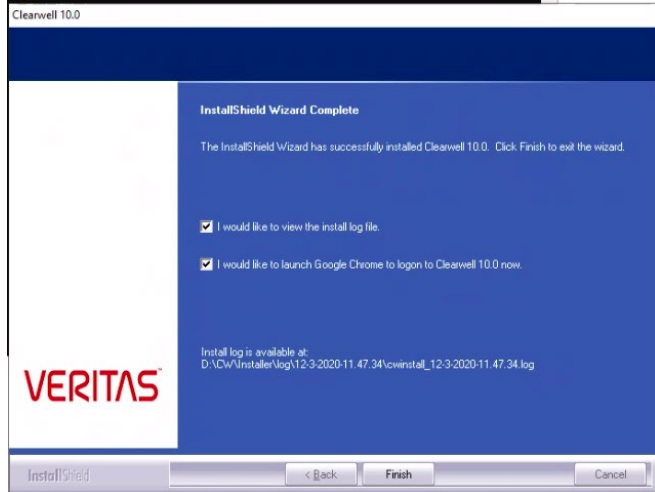 Clearwell 10.0
InstallShield Wizard Complete
The InstallShield Wizard has successfully installed Clearwell 10.0. Click Finish to exit the wizard.
I would like to view the install log file.
I would like to launch Google Chrome to logon to Clearwell 10.0 now.
Install log is available at:
D:\CW\Installer\log\12-3-2020-11.47.34\cwinstall_12-3-2020-11.47.34.log
VERITAS
InstallShield
< Back
Finish
Cancel